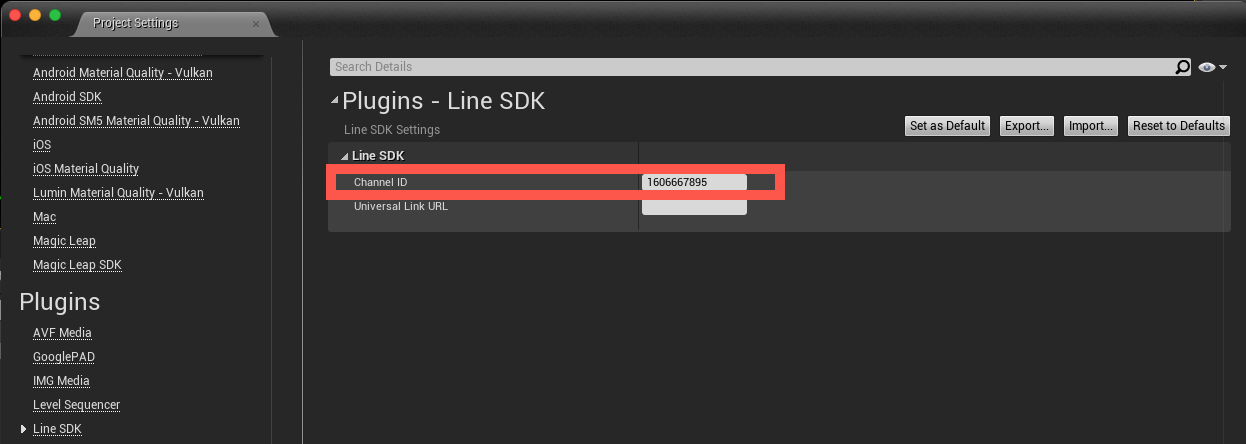 Project Settings
Android Material Quality - Vulkan
Android SDK
Android SM5 Material Quality - Vulkan
iOS
iOS Material Quality
Lumin Material Quality - Vulkan
Mac
Magic Leap
Magic Leap SDK
Plugins
AVF Media
GooglePAD
IMG Media
Level Sequencer
Line SDK
Search Details
Plugins - Line SDK
Line SDK Settings
Set as Default Export... Import... Reset to Defaults
Line SDK
Channel ID 1606667895
Universal Link URL